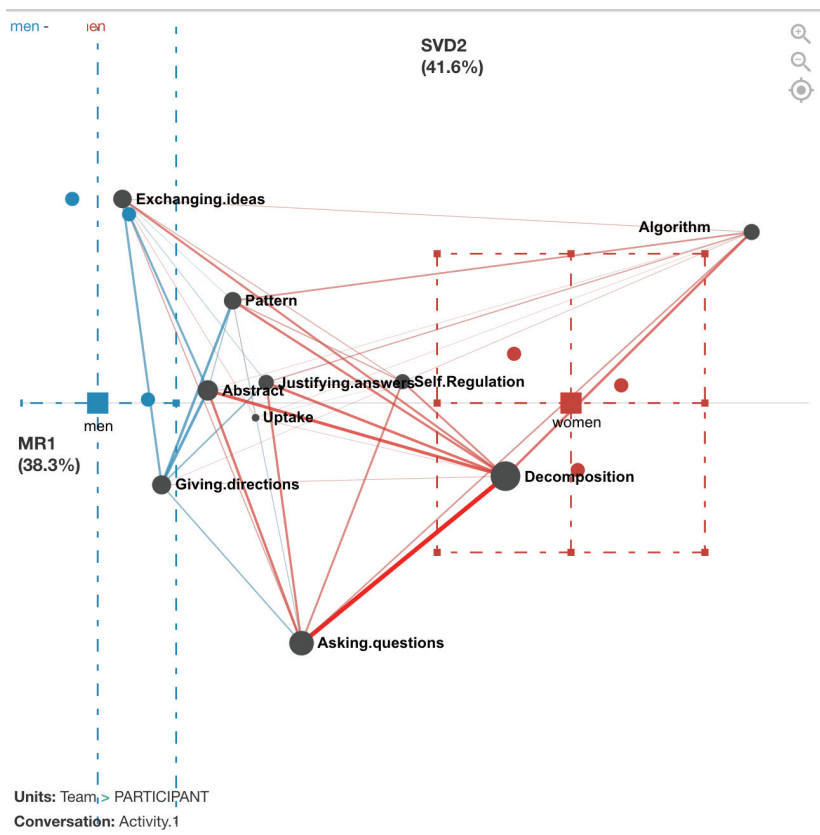 men - en
SVD2
(41.6%)
Exchanging.ideas
Algorithm
Pattern
Justifying.answers
Self.Regulation
Abstract
Uptake
men
women
MR1
(38.3%)
Decomposition
Giving.directions
Asking.questions
Units: Team > PARTICIPANT
Conversation: Activity.1